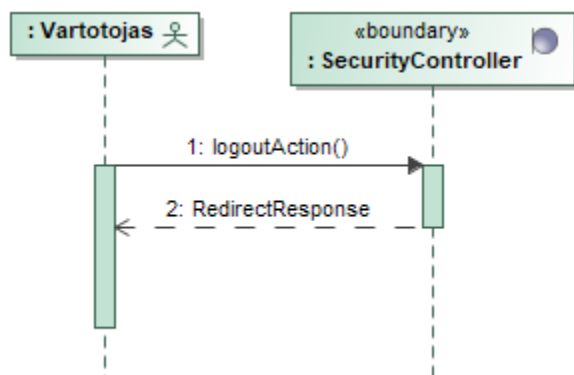 : Vartotojas
«boundary»
: SecurityController
1: logoutAction()
2: RedirectResponse